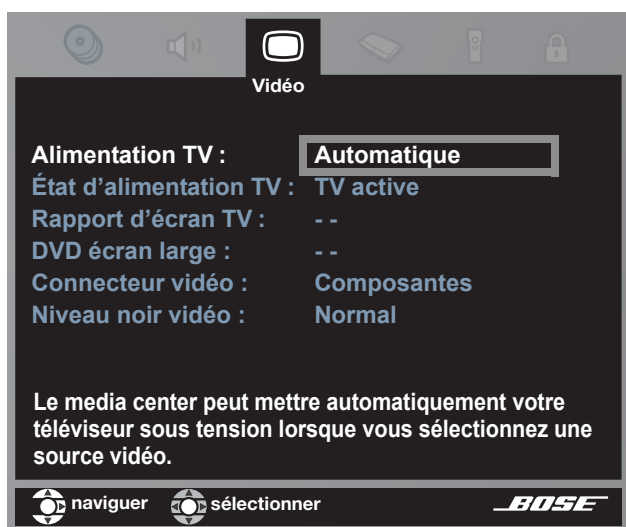 Vidéo
Alimentation TV : Automatique
État d’alimentation TV : TV active
Rapport d’écran TV : - -
DVD écran large : - -
Connecteur vidéo : Composantes
Niveau noir vidéo : Normal
Le media center peut mettre automatiquement votre
téléviseur sous tension lorsque vous sélectionnez une
source vidéo.
naviguer sélectionner BOSE